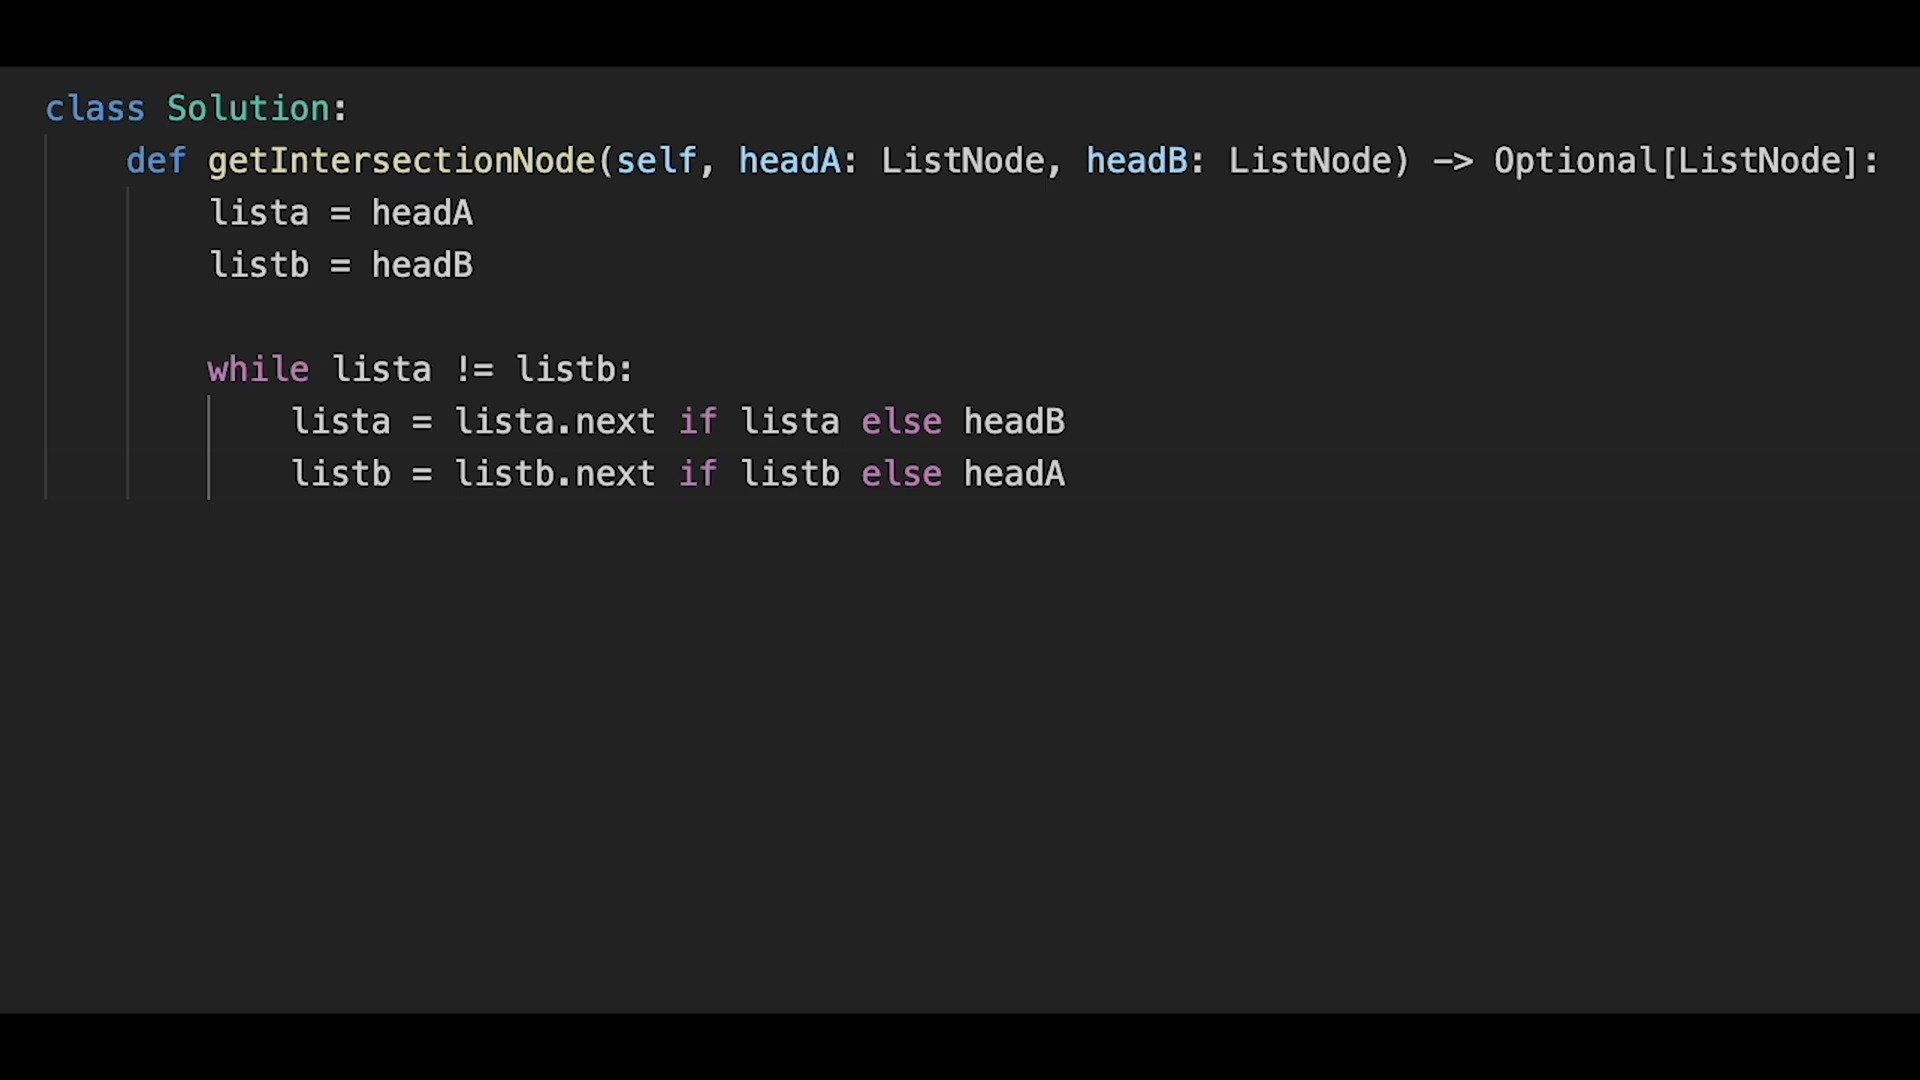 class Solution:
    def getIntersectionNode(self, headA: ListNode, headB: ListNode) -> Optional[ListNode]:
        lista = headA
        listb = headB

        while lista != listb:
            lista = lista.next if lista else headB
            listb = listb.next if listb else headA